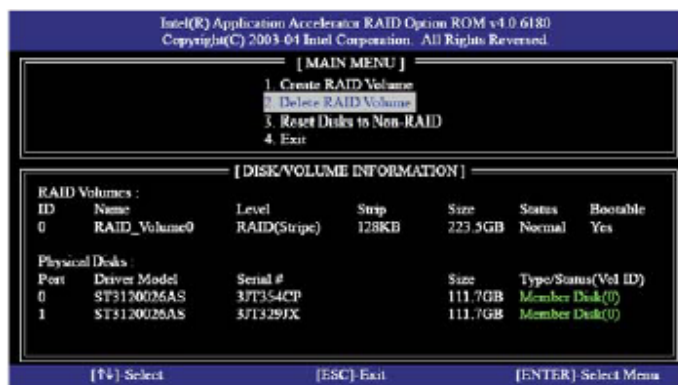 Intel(R) Application Accelerator RAID Option ROM v4.0 6180
Copyright(C) 2003-04 Intel Corporation. All Rights Reversed.
[ MAIN MENU ]
1. Create RAID Volume
2. Delete RAID Volume
3. Reset Disks to Non-RAID
4. Exit
[ DISK/VOLUME INFORMATION ]
RAID Volumes :
ID Name Level Strip Size Status Bootable
0 RAID_Volume0 RAID(Stripe) 128KB 223.5GB Normal Yes
Physical Disks :
Port Driver Model Serial # Size Type/Status(Vol ID)
0 ST3120026AS 3JT354CP 111.7GB Member Disk(0)
1 ST3120026AS 3JT329JX 111.7GB Member Disk(0)
[↑↓]-Select [ESC]-Exit [ENTER]-Select Menu